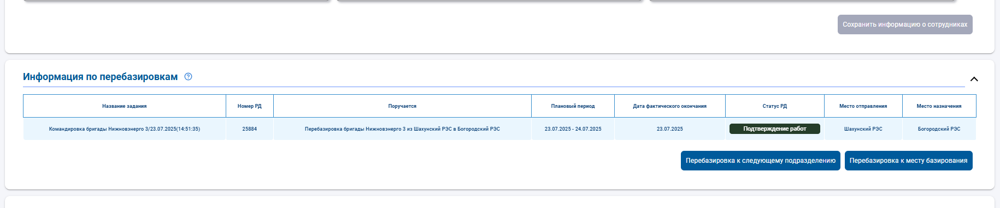 Сохранить информацию о сотрудниках
Информация по перебазировкам
Название задания Номер РД Поручается Плановый период Дата фактического окончания Статус РД Место отправления Место назначения
Командировка бригады Нижновэнерго 3/23.07.2025(14:51:35) 25884 Перебазировка бригады Нижновэнерго 3 из Шахунский РЭС в Богородский РЭС 23.07.2025 - 24.07.2025 23.07.2025 Подтверждение работ Шахунский РЭС Богородский РЭС
Перебазировка к следующему подразделению Перебазировка к месту базирования